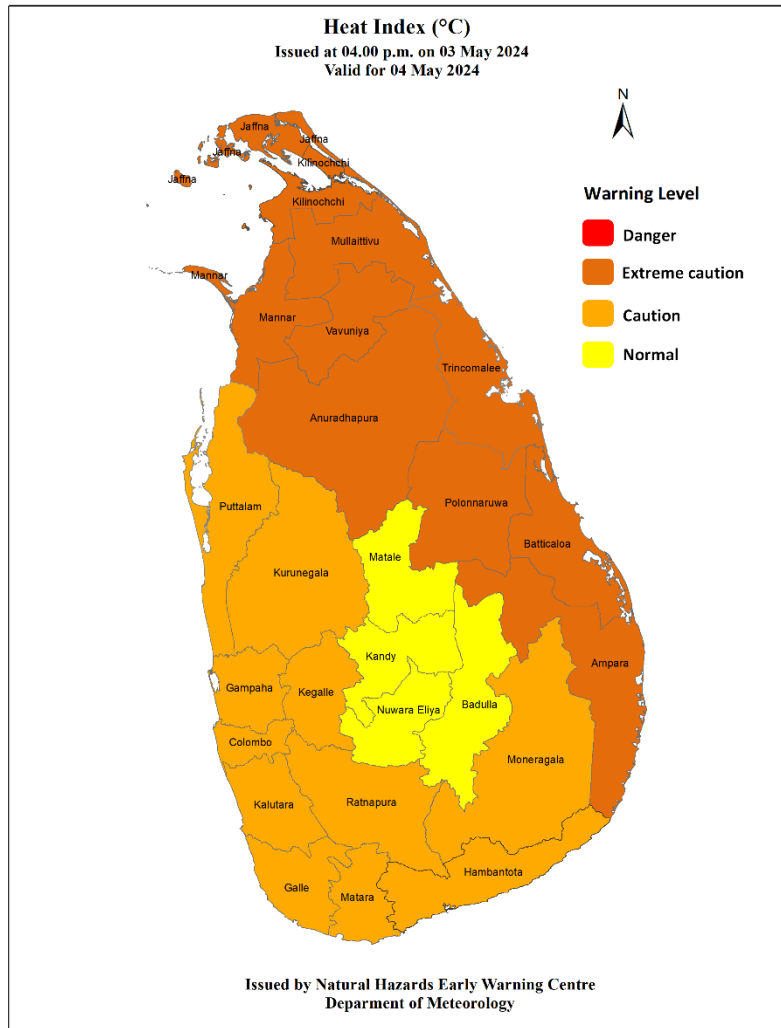 Heat Index (°C)
Issued at 04.00 p.m. on 03 May 2024
Valid for 04 May 2024
N
Warning Level
Danger
Extreme caution
Caution
Normal
Jaffna
Jaffna
Jaffna
Kilinochchi
Jaffna
Kilinochchi
Mullaittivu
Mannar
Mannar
Vavuniya
Trincomalee
Anuradhapura
Polonnaruwa
Puttalam
Batticaloa
Matale
Kurunegala
Kandy
Ampara
Gampaha
Kegalle
Nuwara Eliya
Badulla
Colombo
Moneragala
Kalutara
Ratnapura
Hambantota
Galle
Matara
Issued by Natural Hazards Early Warning Centre
Deparment of Meteorology